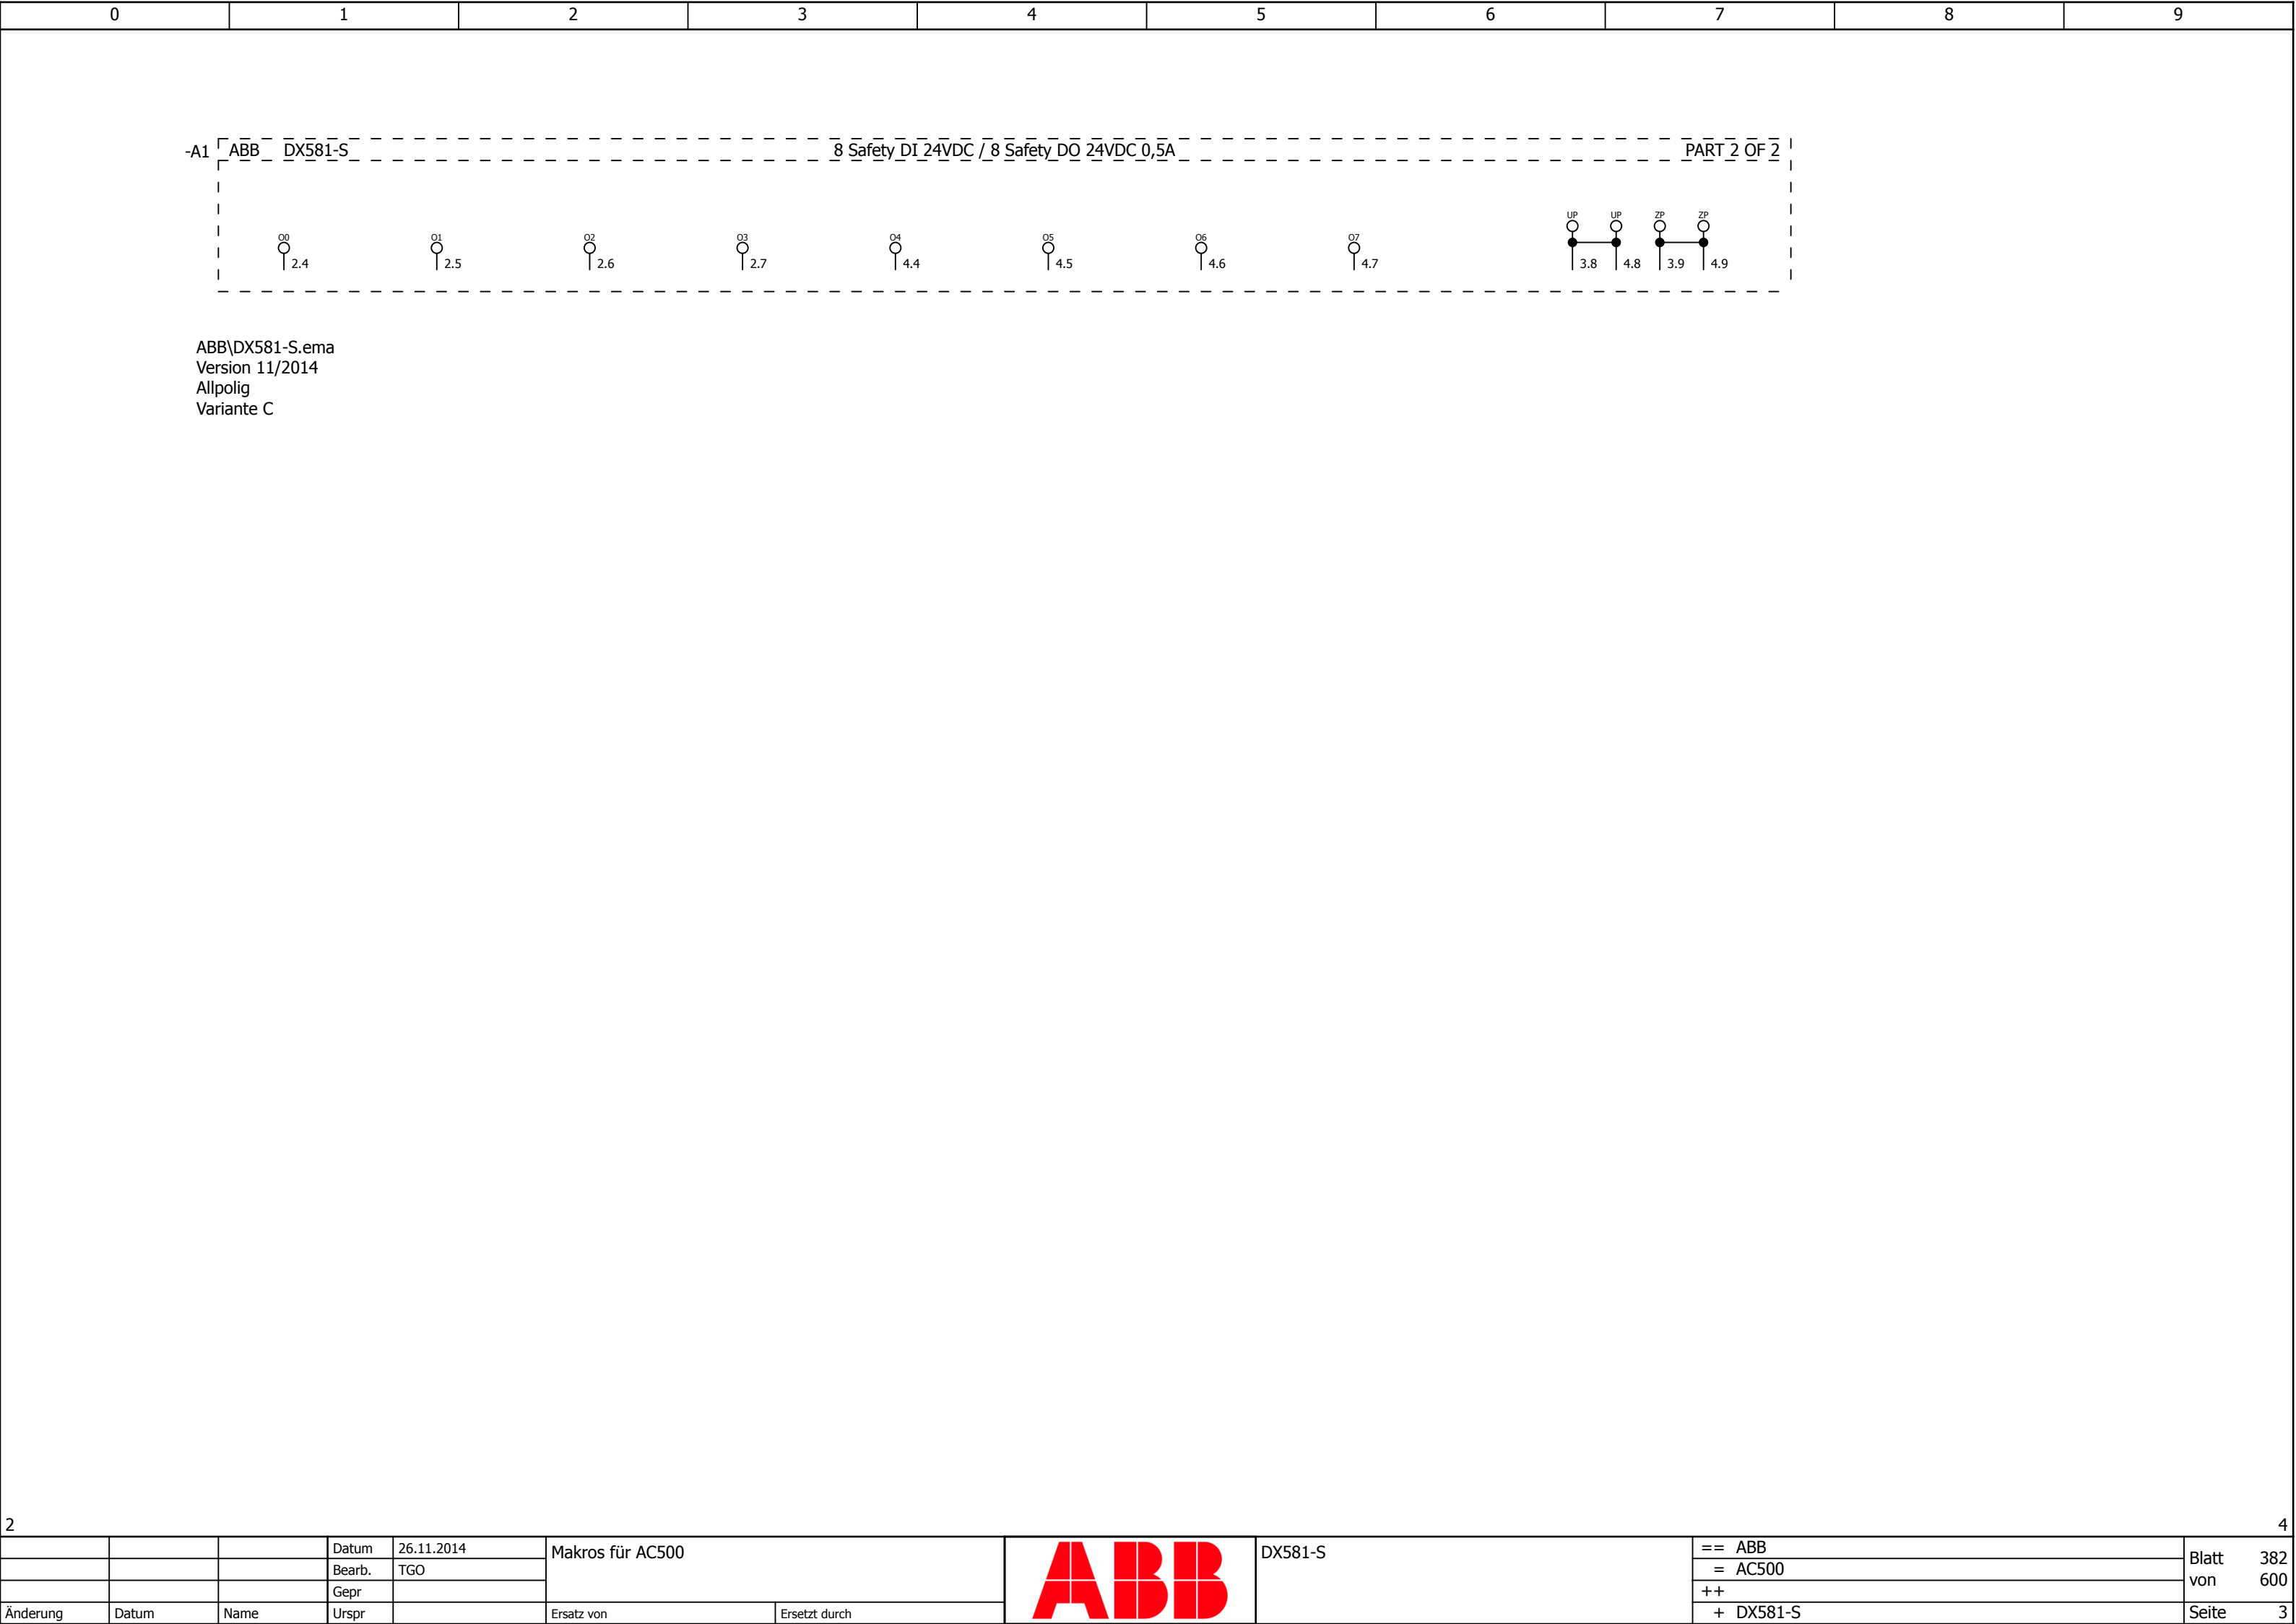 0 1 2 3 4 5 6 7 8 9
-A1 ABB DX581-S 8 Safety DI 24VDC / 8 Safety DO 24VDC 0,5A PART 2 OF 2
UP UP ZP ZP
O0 O1 O2 O3 O4 O5 O6 O7
2.4 2.5 2.6 2.7 4.4 4.5 4.6 4.7 3.8 4.8 3.9 4.9
ABB\DX581-S.ema
Version 11/2014
Allpolig
Variante C
2 4
Datum 26.11.2014 Makros für AC500 ABB DX581-S == ABB Blatt 382
Bearb. TGO = AC500 von 600
Gepr ++
Änderung Datum Name Urspr Ersatz von Ersetzt durch + DX581-S Seite 3